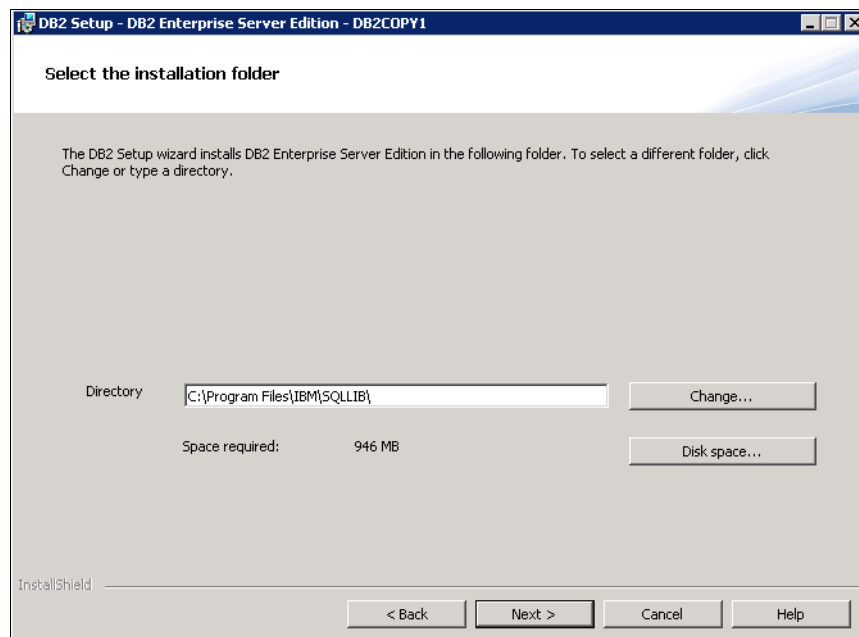 DB2 Setup - DB2 Enterprise Server Edition - DB2COPY1
Select the installation folder
The DB2 Setup wizard installs DB2 Enterprise Server Edition in the following folder. To select a different folder, click
Change or type a directory.
Directory
C:\Program Files\IBM\SQLLIB\
Change...
Space required:
946 MB
Disk space...
InstallShield
< Back
Next >
Cancel
Help